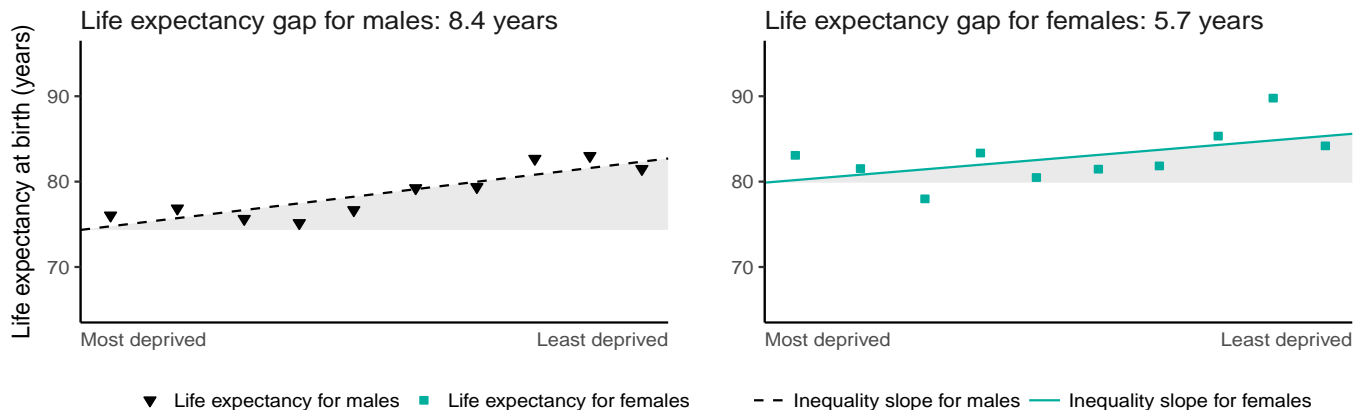 Life expectancy gap for males: 8.4 years
Life expectancy at birth (years)
90
80
70
Most deprived Least deprived
Life expectancy gap for females: 5.7 years
90
80
70
Most deprived Least deprived
Life expectancy for males Life expectancy for females Inequality slope for males Inequality slope for females